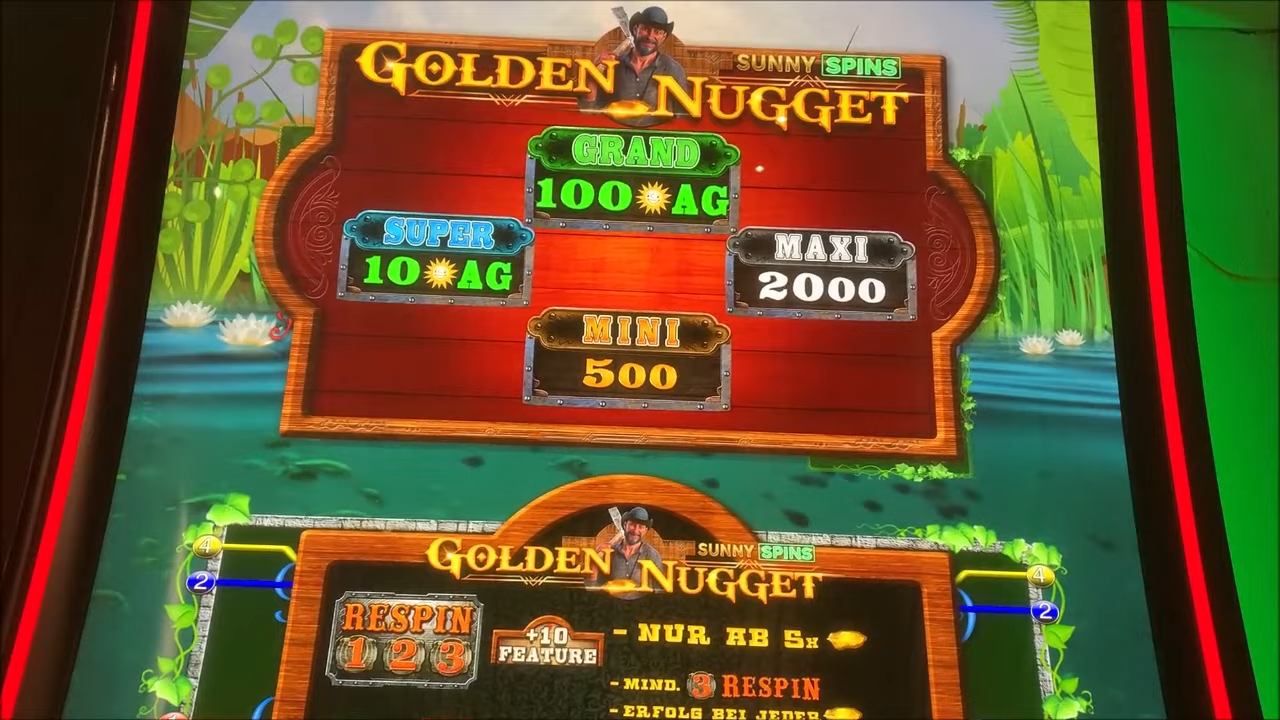 GOLDEN NUGGET
SUNNY SPINS
GRAND
100 AG
SUPER
10 AG
MAXI
2000
MINI
500
GOLDEN NUGGET
SUNNY SPINS
4
2
4
2
RESPIN
1 2 3
+10
FEATURE
- NUR AB 5X
- MIND. 3 RESPIN
- ERFOLG BEI JEDER